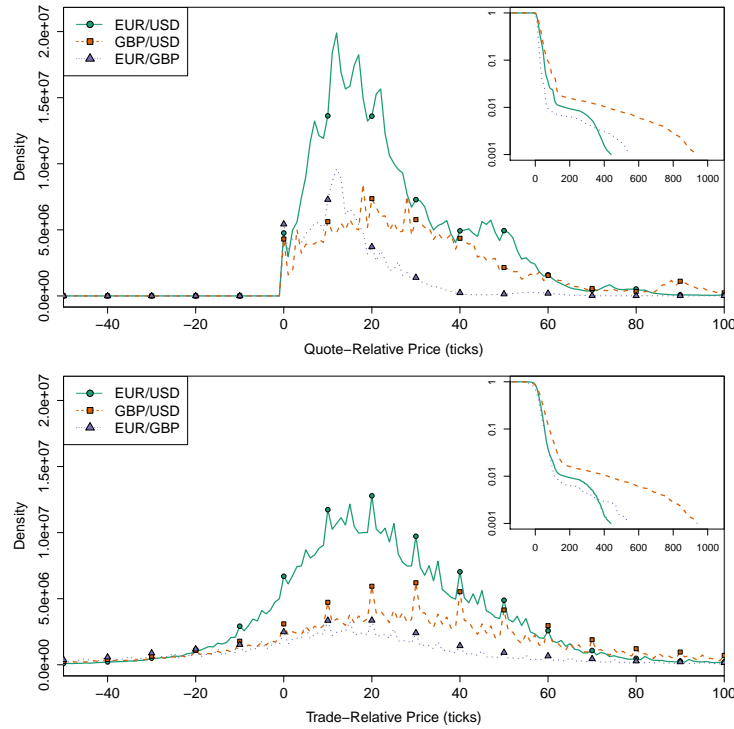 EUR/USD
GBP/USD
EUR/GBP
Density
0.0e+00 5.0e+06 1.0e+07 1.5e+07 2.0e+07
−40 −20 0 20 40 60 80 100
Quote−Relative Price (ticks)
0.001 0.01 0.1 1
0 200 400 600 800 1000
EUR/USD
GBP/USD
EUR/GBP
Density
0.0e+00 5.0e+06 1.0e+07 1.5e+07 2.0e+07
−40 −20 0 20 40 60 80 100
Trade−Relative Price (ticks)
0.001 0.01 0.1 1
0 200 400 600 800 1000